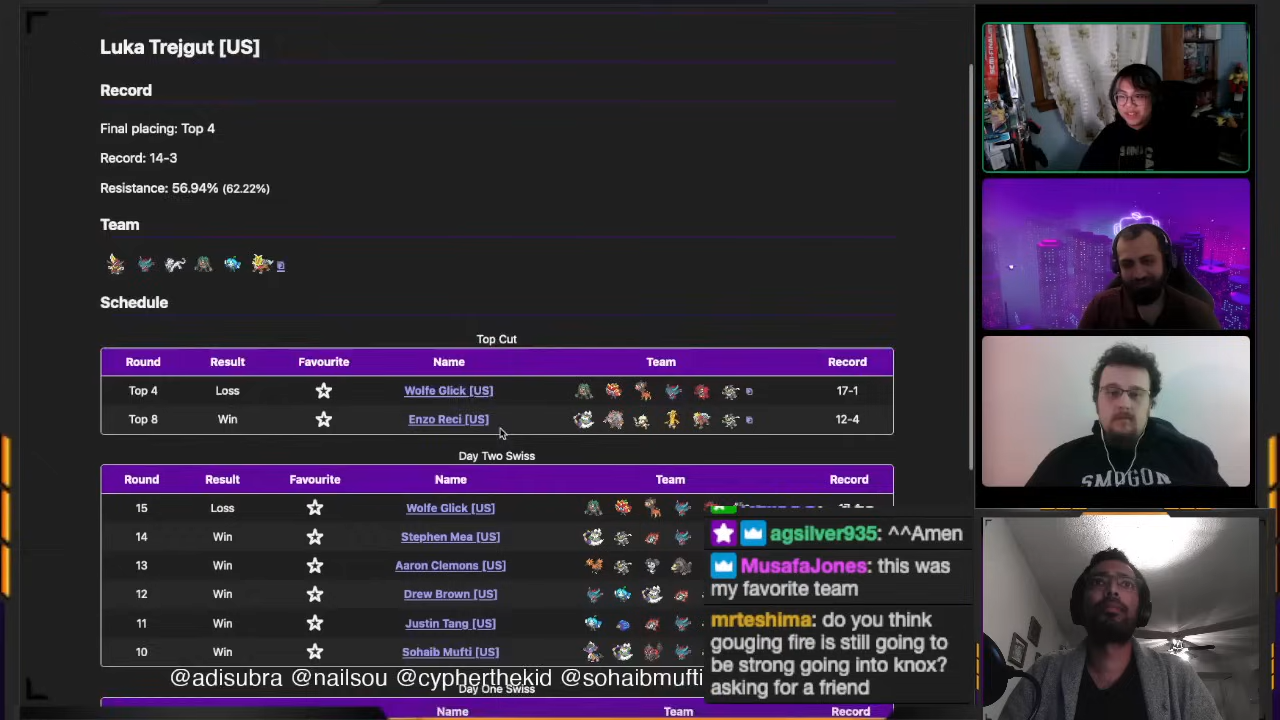 Luka Trejgut [US]
Record
Final placing: Top 4
Record: 14-3
Resistance: 56.94% (62.22%)
Team
Schedule
Top Cut
Round Result Favourite Name Team Record
Top 4 Loss Wolfe Glick [US] 17-1
Top 8 Win Enzo Reci [US] 12-4
Day Two Swiss
Round Result Favourite Name Team Record
15 Loss Wolfe Glick [US]
14 Win Stephen Mea [US]
13 Win Aaron Clemons [US]
12 Win Drew Brown [US]
11 Win Justin Tang [US]
10 Win Sohaib Mufti [US]
@adisubra @nailsou @cypherthekid @sohaibmufti
Day One Swiss
Name Team Record
agsilver935: ^^Amen
MusafaJones: this was
my favorite team
mrteshima: do you think
gouging fire is still going to
be strong going into knox?
asking for a friend
SMOGON